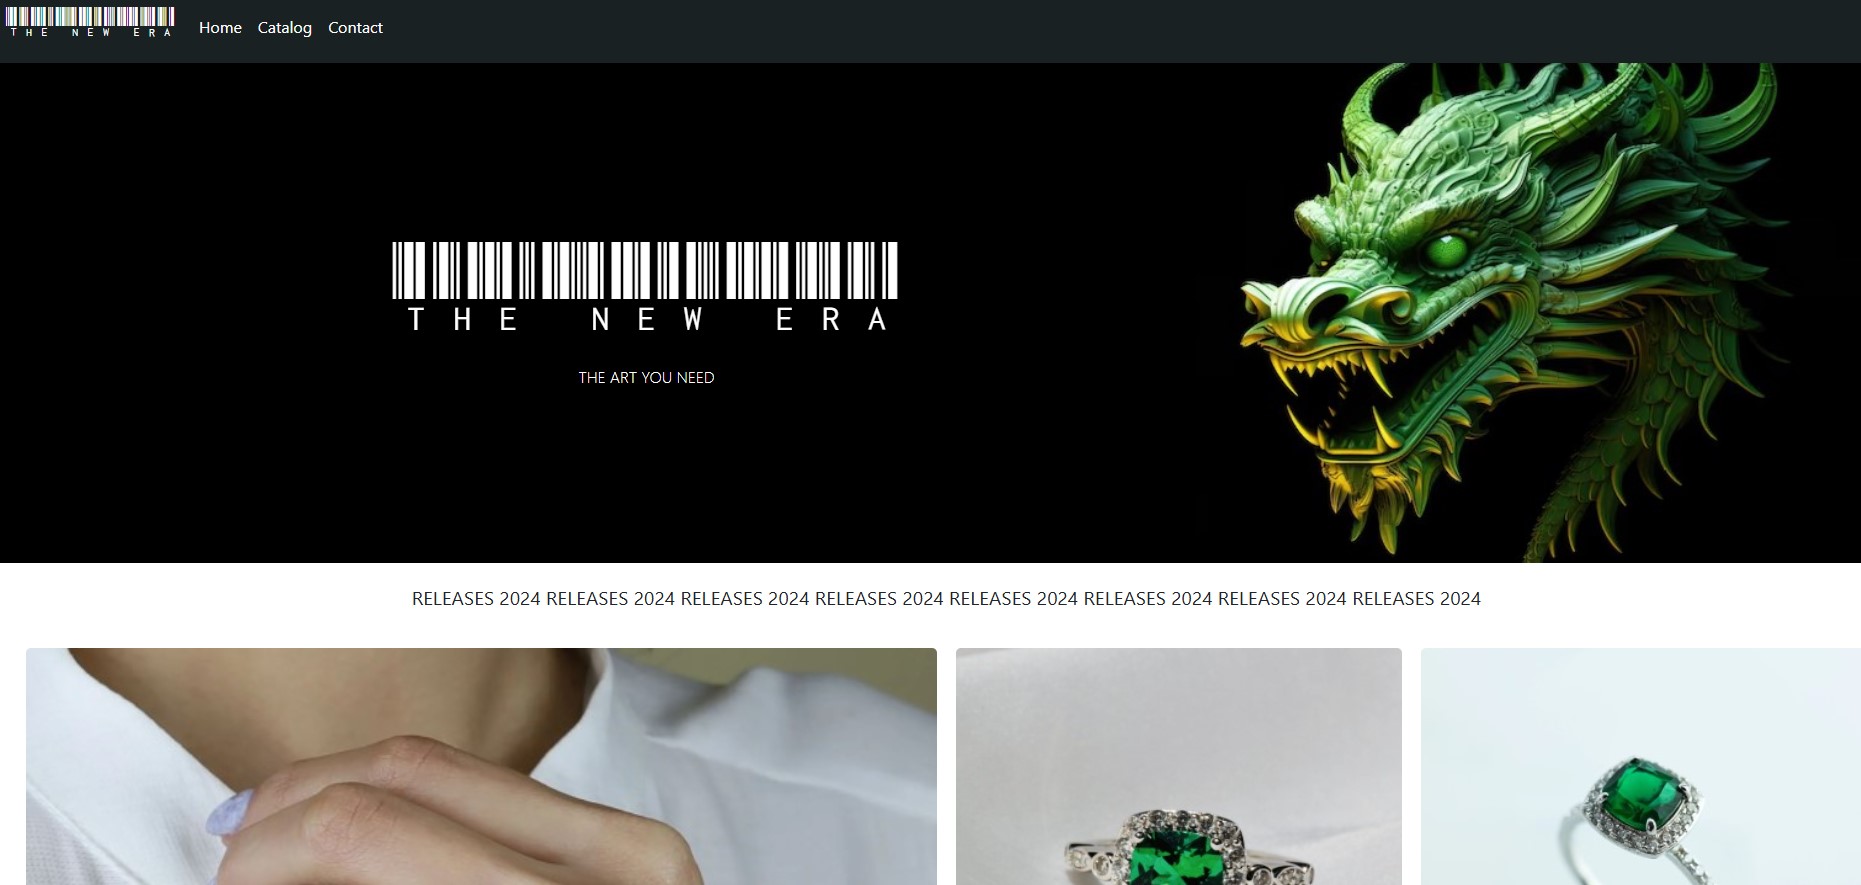 THE NEW ERA
Home Catalog Contact
THE NEW ERA
THE ART YOU NEED
RELEASES 2024 RELEASES 2024 RELEASES 2024 RELEASES 2024 RELEASES 2024 RELEASES 2024 RELEASES 2024 RELEASES 2024